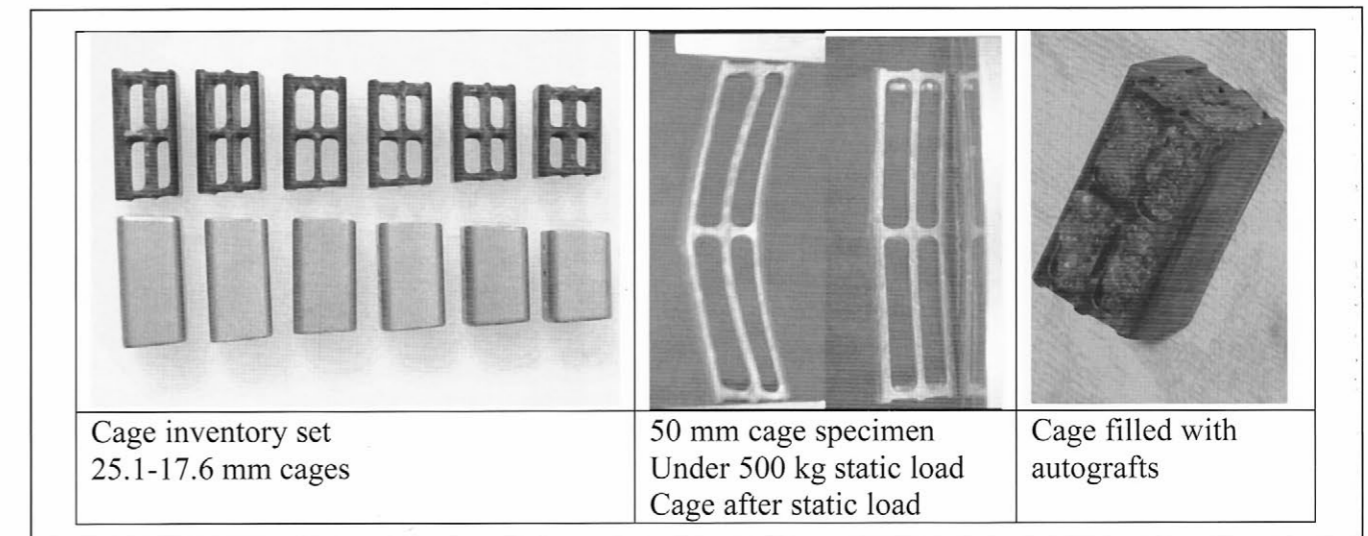 Cage inventory set
25.1-17.6 mm cages
50 mm cage specimen
Under 500 kg static load
Cage after static load
Cage filled with
autografts